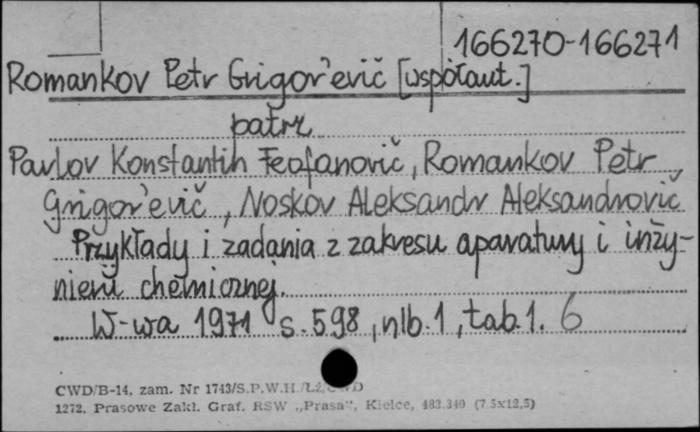 166270-166271
Romankov Petr Grigor'evič [współaut.]
patrz
Pavlov Konstantin Feofanovič, Romankov Petr
Grigor'evič, Noskov Aleksandr Aleksandrovič
Przykłady i zadania z zakresu aparatury i inży-
nierii chemicznej.
W-wa 1971 s. 598, nlb. 1, tab. 1. 6
CWD/B-14, zam. Nr 1743/S.P.W.H./Łż, CWD
1272. Prasowe Zakł. Graf. RSW „Prasa”, Kielce, 483.340 (7.5x12,5)